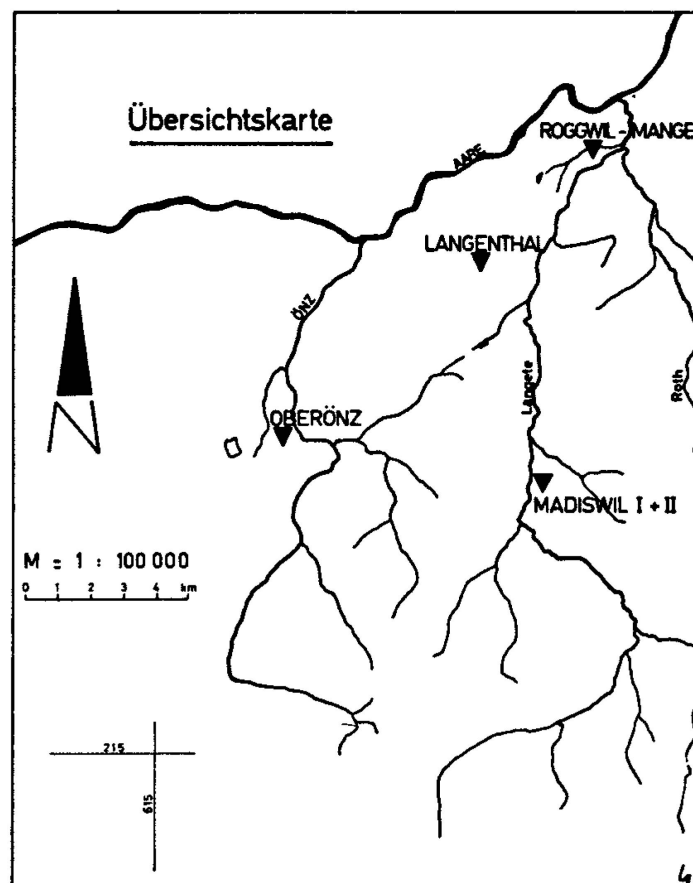 Übersichtskarte
AARE
ROGGWIL - MANGE
LANGENTHAL
ÖNZ
Langete
Roth
OBERÖNZ
MADISWIL I + II
M = 1 : 100 000
0 1 2 3 4 km
215
615